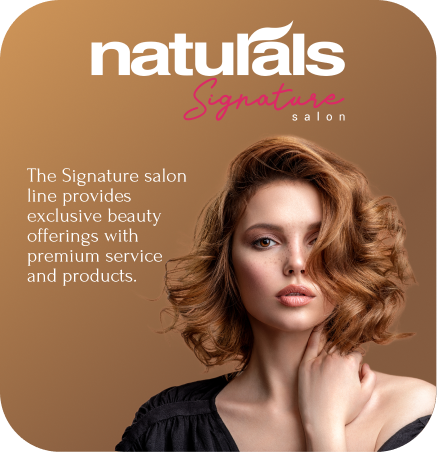 naturals
Signature
salon
The Signature salon
line provides
exclusive beauty
offerings with
premium service
and products.